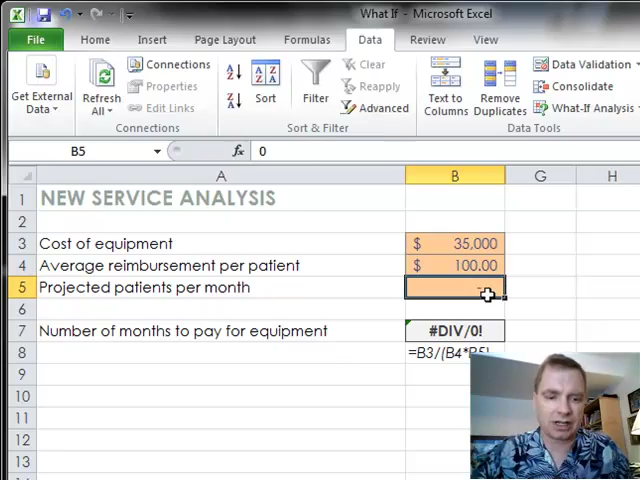 What If - Microsoft Excel
File Home Insert Page Layout Formulas Data Review View
Get External Data
Refresh All
Connections
Properties
Edit Links
Connections
Sort
Filter
Clear
Reapply
Advanced
Sort & Filter
Text to Columns
Remove Duplicates
Data Validation
Consolidate
What-If Analysis
Data Tools
B5 fx 0
A B G H
1 NEW SERVICE ANALYSIS
2
3 Cost of equipment $ 35,000
4 Average reimbursement per patient $ 100.00
5 Projected patients per month -
6
7 Number of months to pay for equipment #DIV/0!
8 =B3/(B4*B5)
9
10
11
12
13